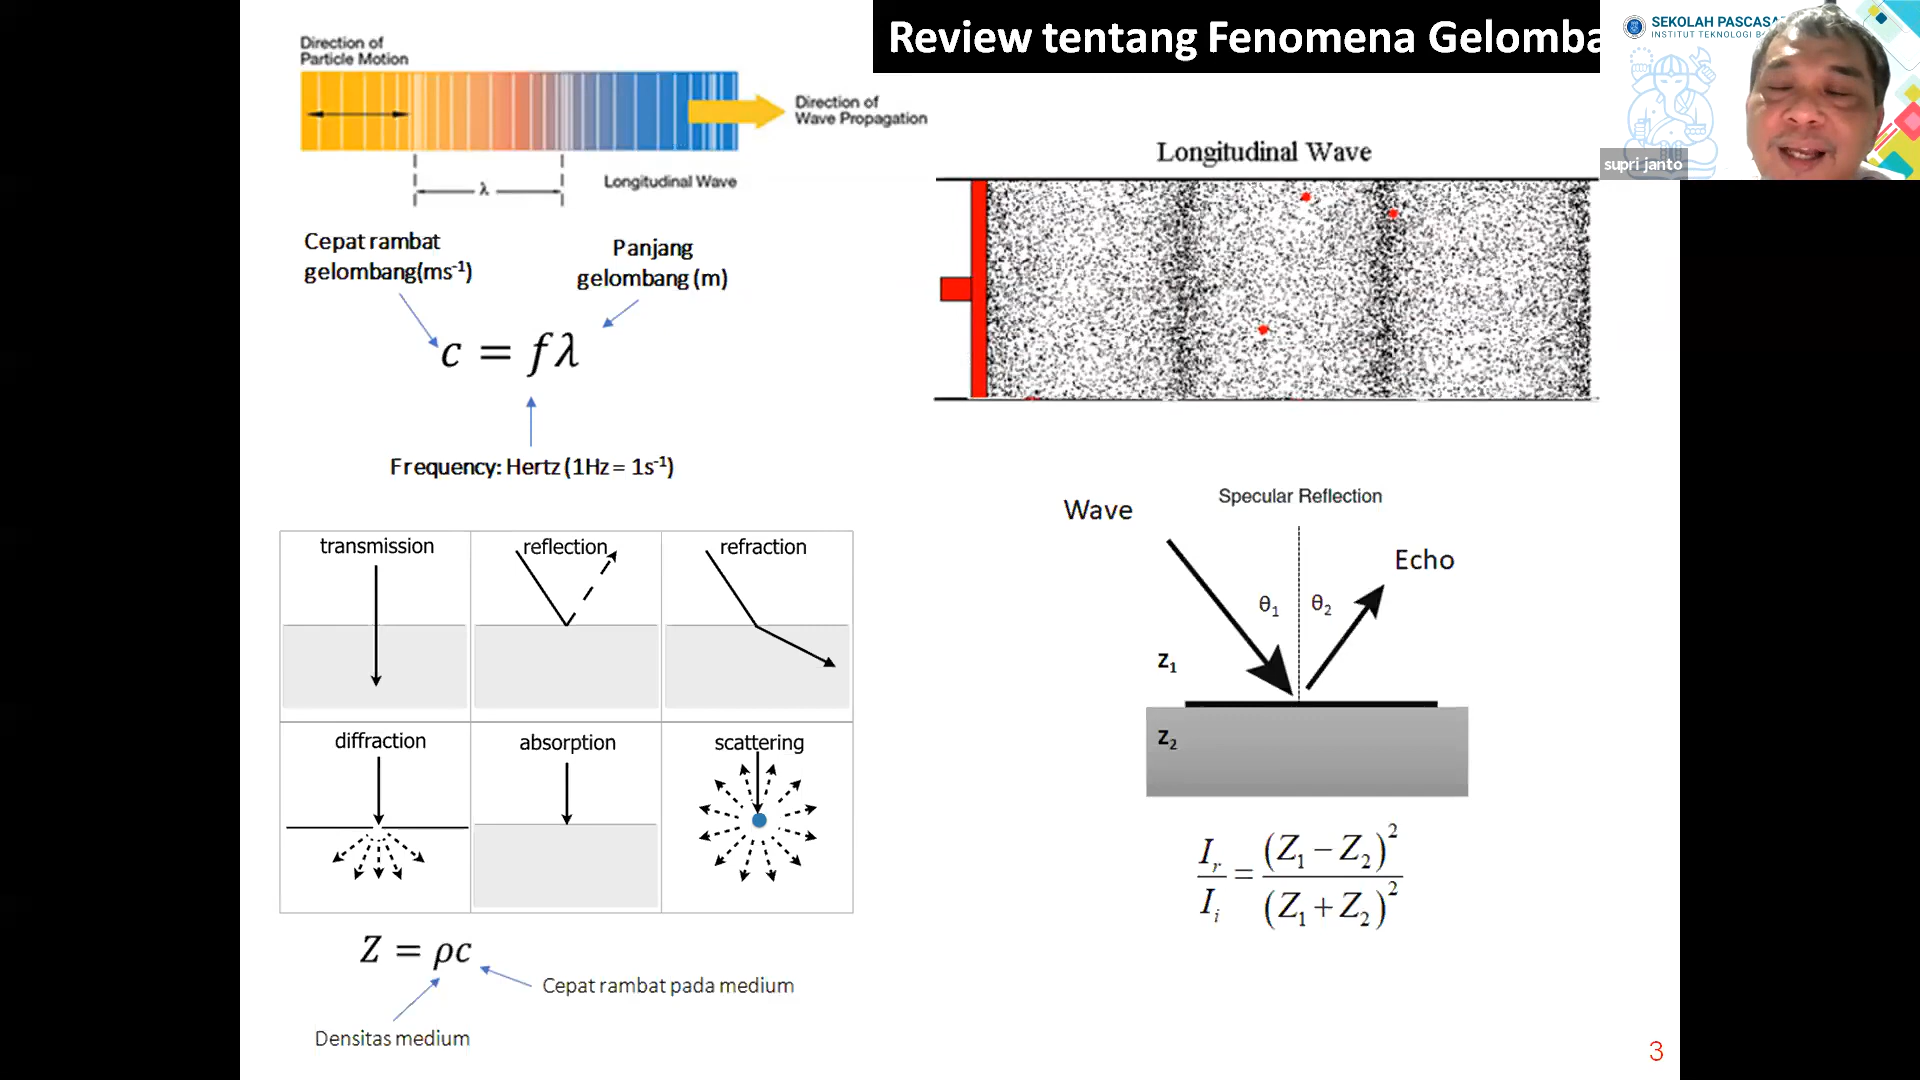 Review tentang Fenomena Gelomba
SEKOLAH PASCASA
INSTITUT TEKNOLOGI B
supri janto
Direction of
Particle Motion
Direction of
Wave Propagation
λ
Longitudinal Wave
Longitudinal Wave
Cepat rambat
gelombang(ms⁻¹)
Panjang
gelombang (m)
c = fλ
Frequency: Hertz (1Hz = 1s⁻¹)
transmission
reflection
refraction
diffraction
absorption
scattering
Z = ρc
Cepat rambat pada medium
Densitas medium
Specular Reflection
Wave
Echo
θ₁
θ₂
Z₁
Z₂
I_r / I_i = (Z₁ − Z₂)² / (Z₁ + Z₂)²
3